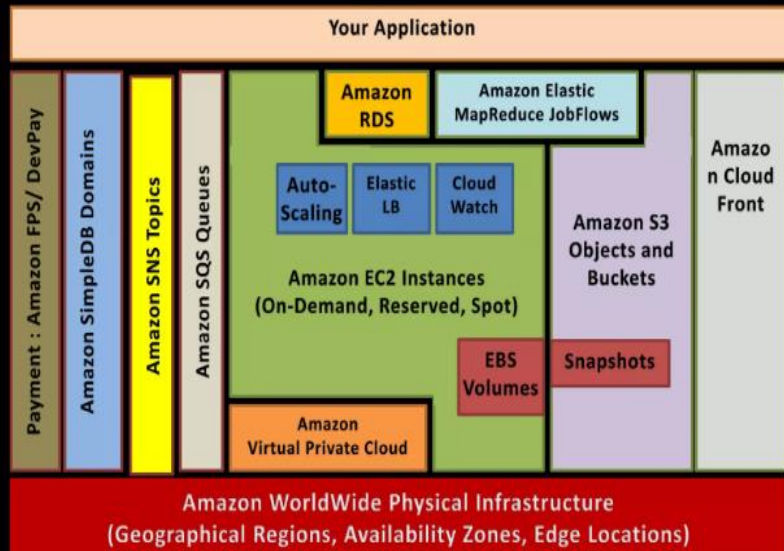 Your Application
Payment : Amazon FPS/ DevPay
Amazon SimpleDB Domains
Amazon SNS Topics
Amazon SQS Queues
Amazon
RDS
Amazon Elastic
MapReduce JobFlows
Auto-
Scaling
Elastic
LB
Cloud
Watch
Amazon EC2 Instances
(On-Demand, Reserved, Spot)
EBS
Volumes
Snapshots
Amazon
Virtual Private Cloud
Amazon S3
Objects and
Buckets
Amazo
n Cloud
Front
Amazon WorldWide Physical Infrastructure
(Geographical Regions, Availability Zones, Edge Locations)